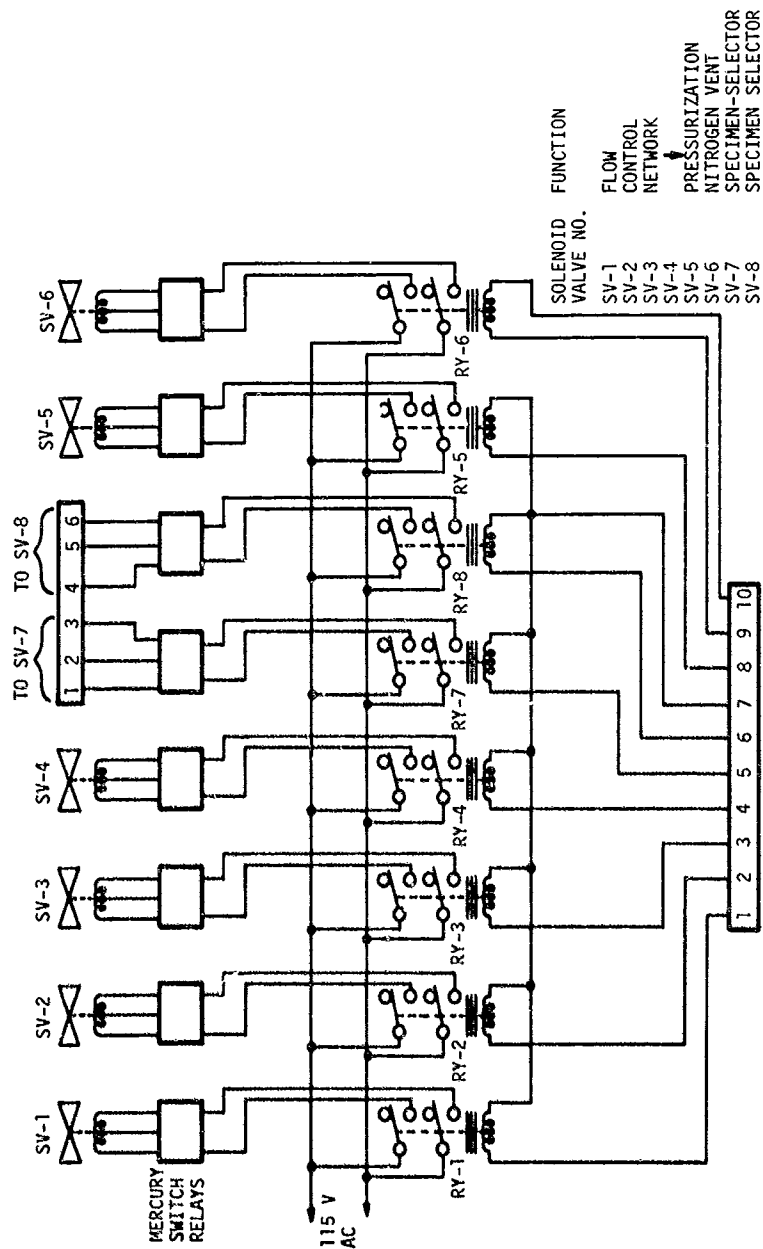 SV-1
SV-2
SV-3
SV-4
TO SV-7
TO SV-8
SV-5
SV-6
1 2 3 4 5 6
MERCURY
SWITCH
RELAYS
115 V
AC
RY-1
RY-2
RY-3
RY-4
RY-7
RY-8
RY-5
RY-6
1 2 3 4 5 6 7 8 9 10
SOLENOID FUNCTION
VALVE NO.
SV-1 FLOW
SV-2 CONTROL
SV-3 NETWORK
SV-4
SV-5 PRESSURIZATION
SV-6 NITROGEN VENT
SV-7 SPECIMEN-SELECTOR
SV-8 SPECIMEN SELECTOR